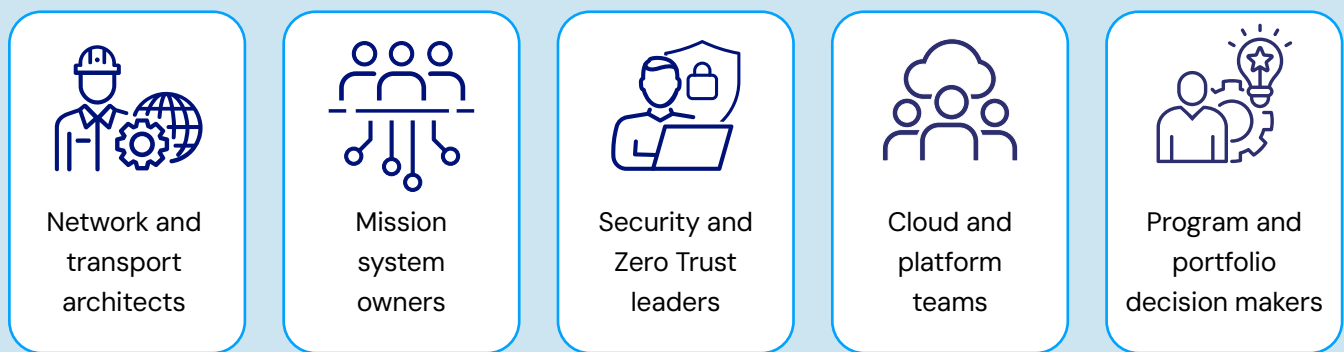 Network and
transport
architects
Mission
system
owners
Security and
Zero Trust
leaders
Cloud and
platform
teams
Program and
portfolio
decision makers